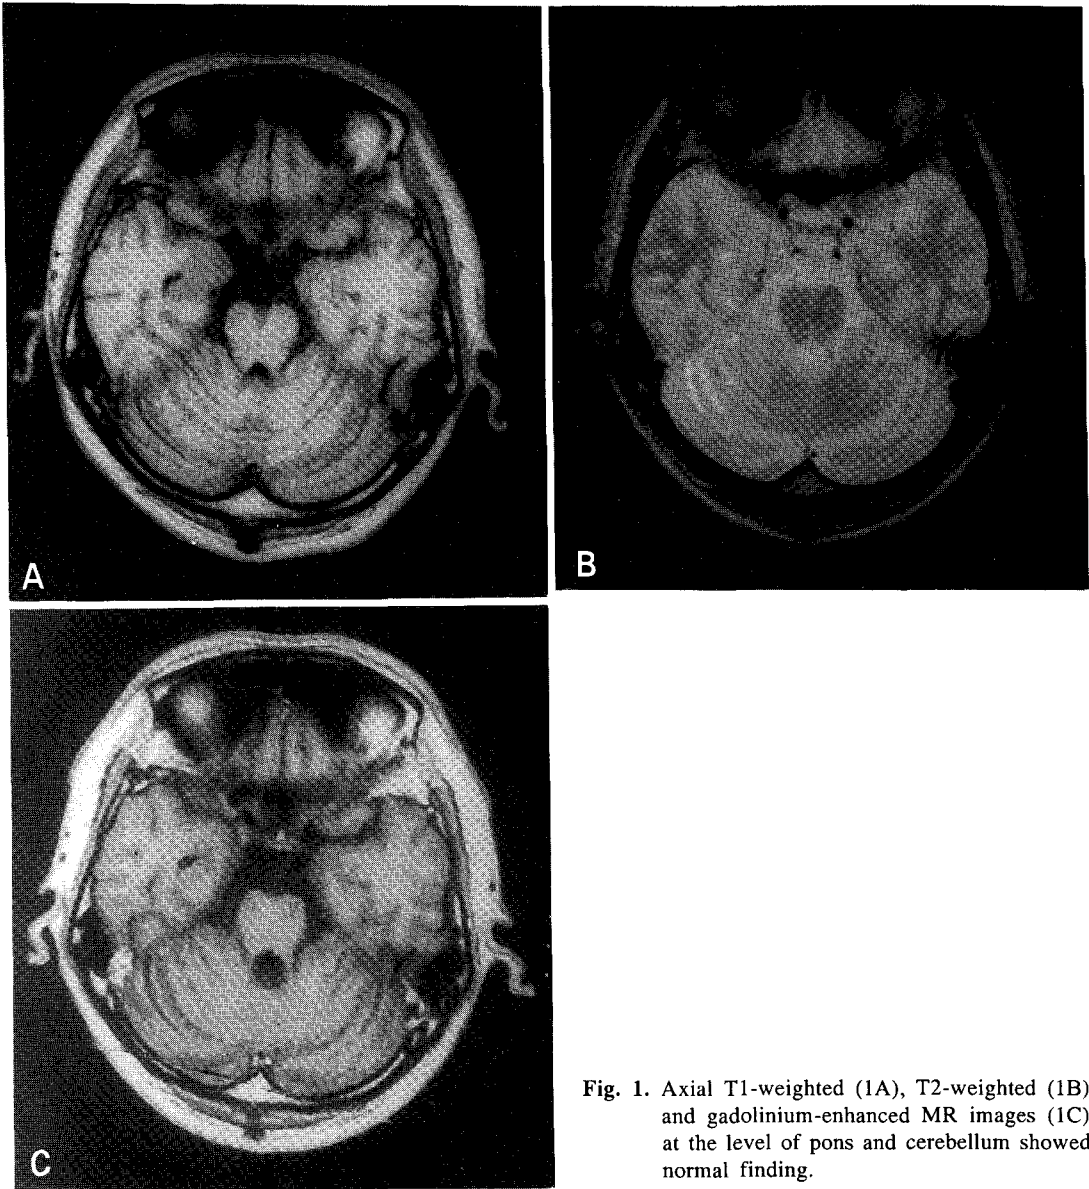 A
B
C
Fig. 1. Axial T1-weighted (1A), T2-weighted (1B)
and gadolinium-enhanced MR images (1C)
at the level of pons and cerebellum showed
normal finding.